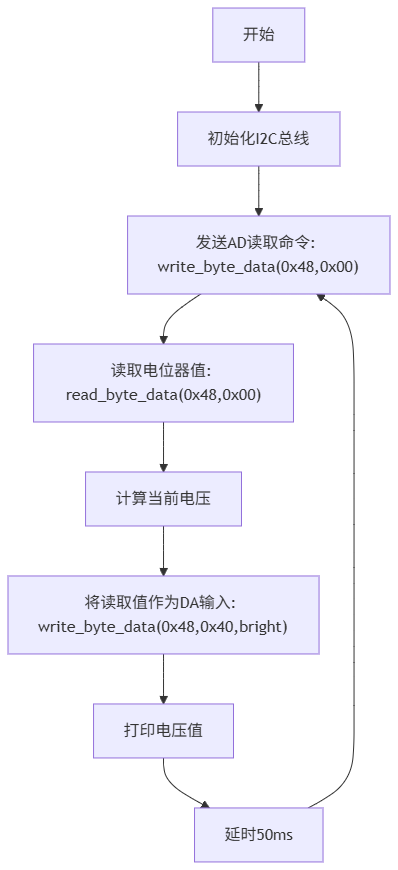 开始
初始化I2C总线
发送AD读取命令:
write_byte_data(0x48,0x00)
读取电位器值:
read_byte_data(0x48,0x00)
计算当前电压
将读取值作为DA输入:
write_byte_data(0x48,0x40,bright)
打印电压值
延时50ms